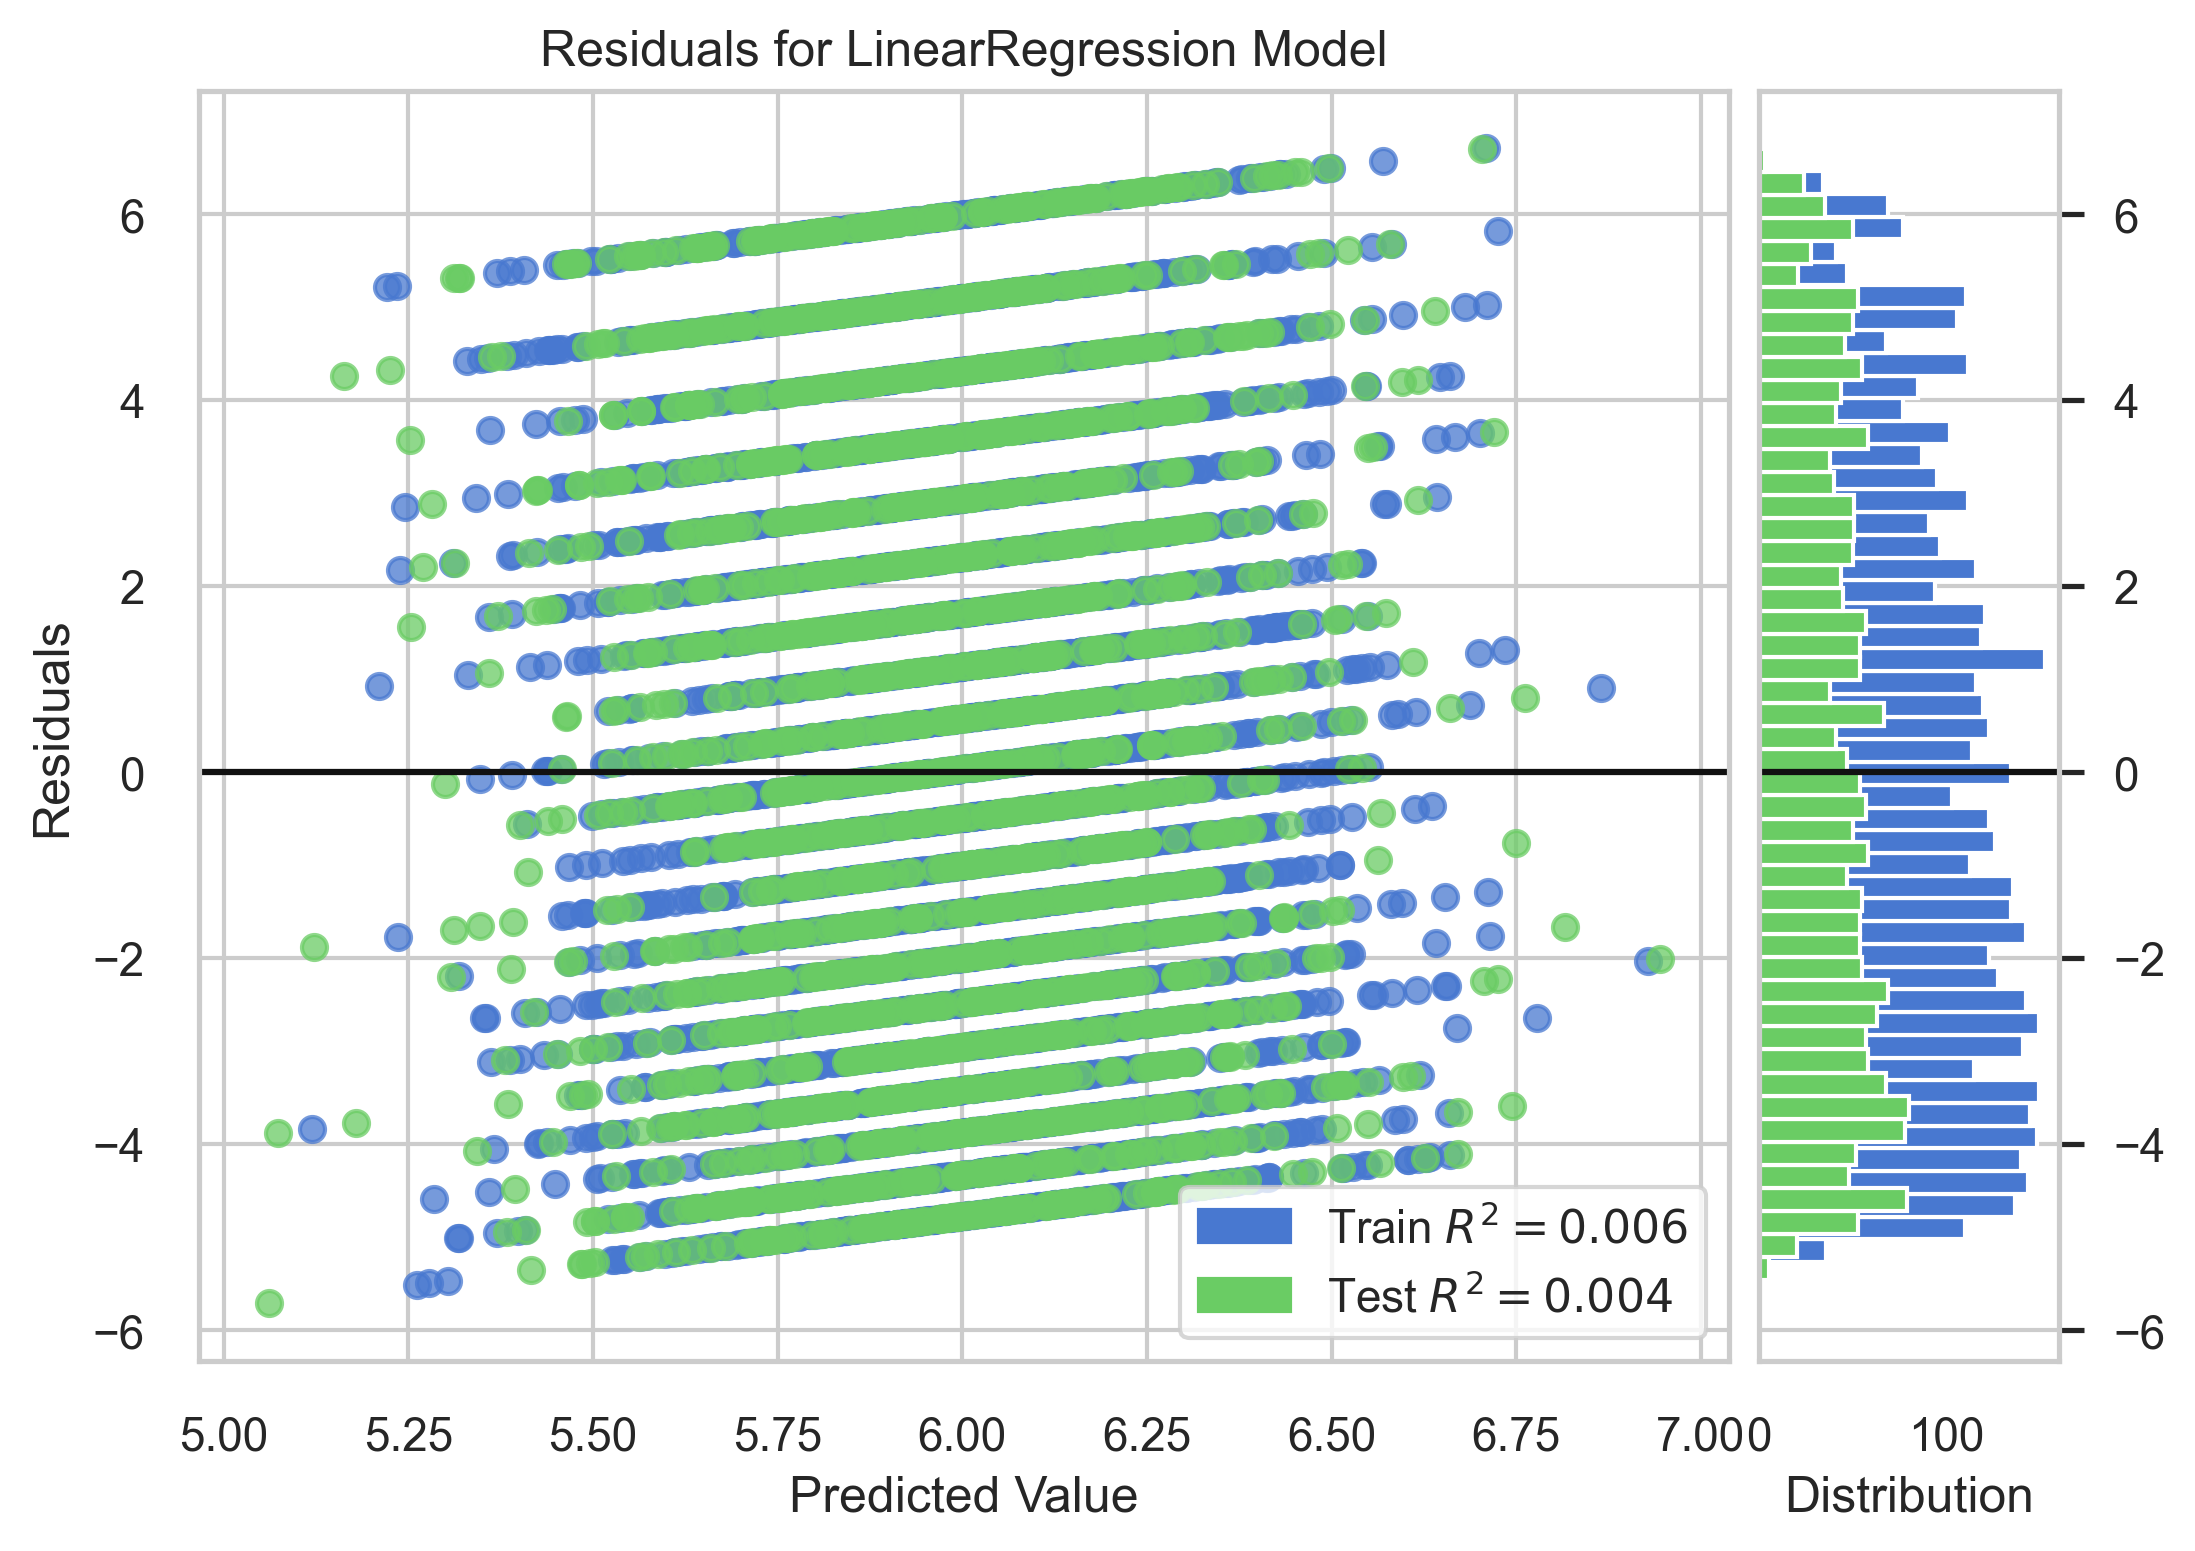 Residuals for LinearRegression Model
Residuals
6
4
2
0
−2
−4
−6
5.00 5.25 5.50 5.75 6.00 6.25 6.50 6.75 7.00
Predicted Value
Train R² = 0.006
Test R² = 0.004
6
4
2
0
−2
−4
−6
0 100
Distribution